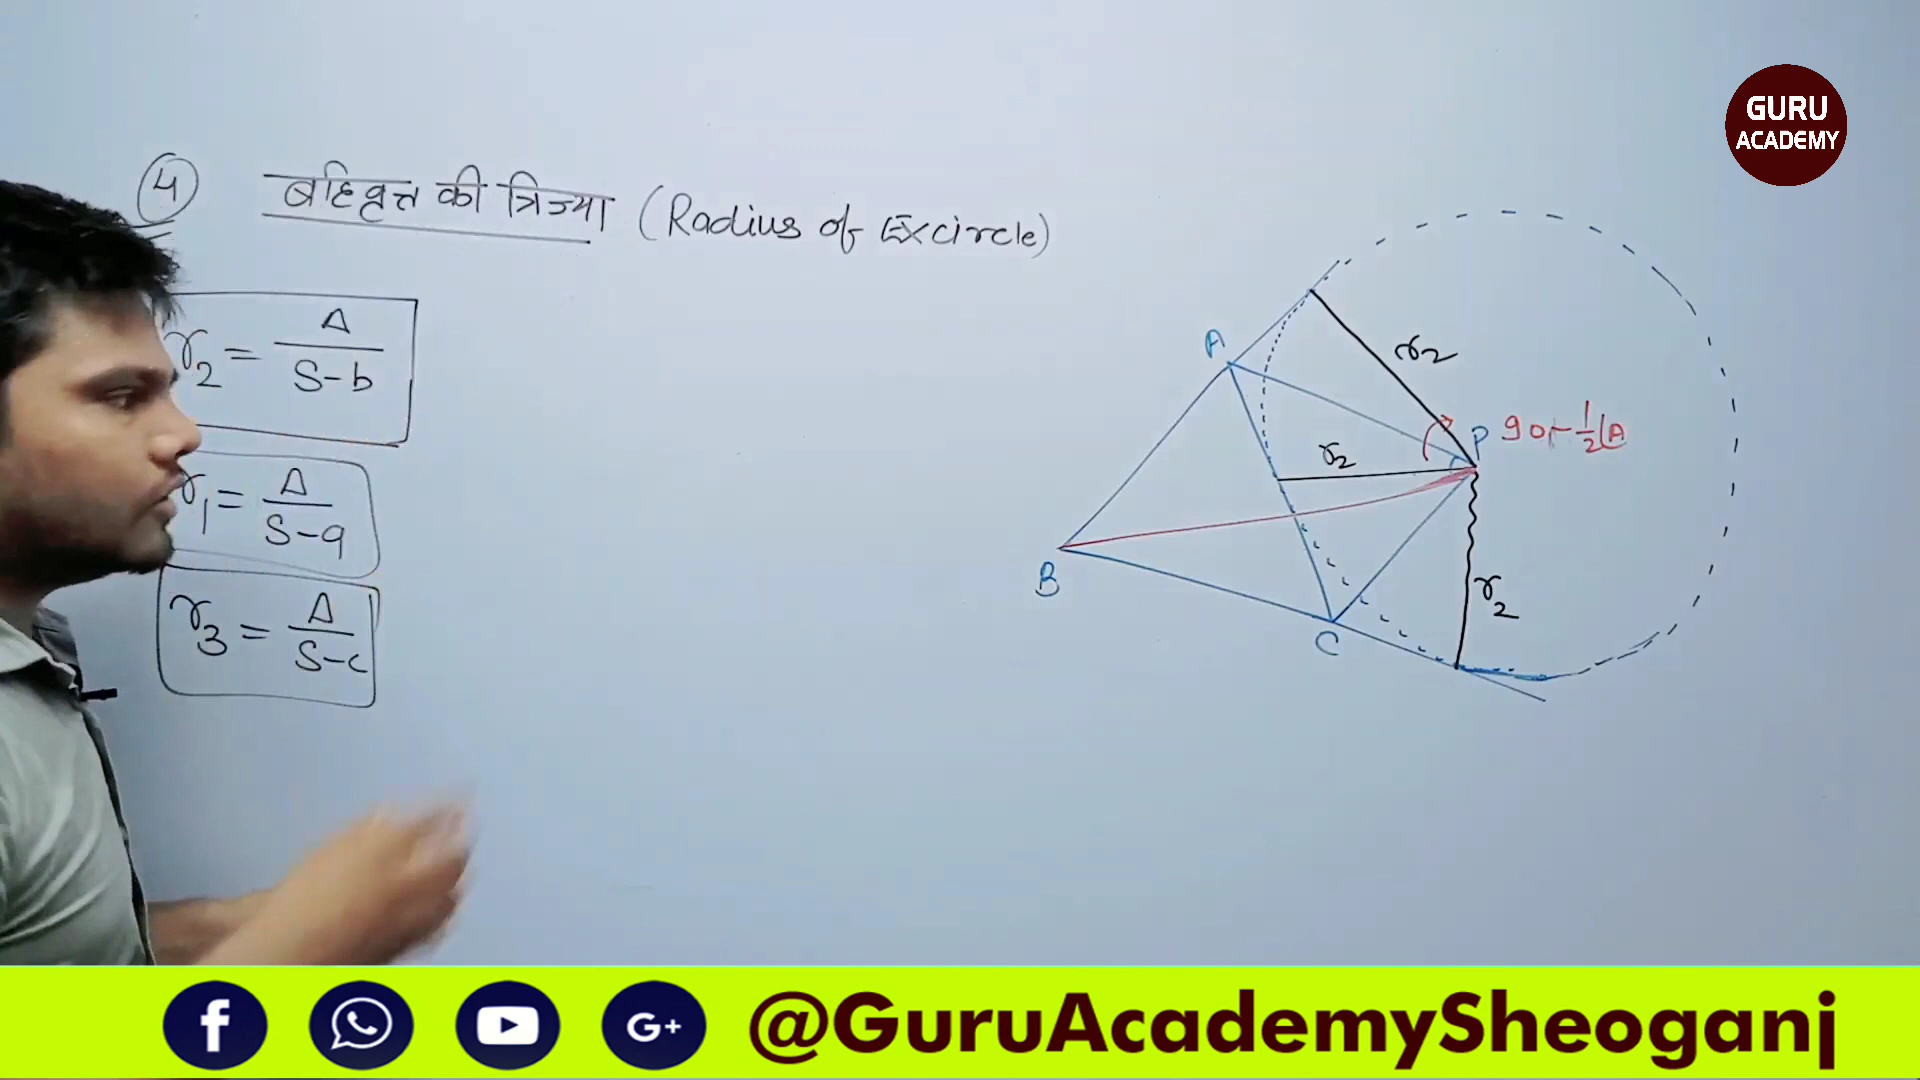 GURU
ACADEMY
4 बहिवृत्त की त्रिज्या (Radius of Excircle)
r2 = Δ / S-b
r1 = Δ / S-a
r3 = Δ / S-c
A
r2
P 90 - 1/2 ∠A
r2
B
r2
C
f G+ @GuruAcademySheoganj